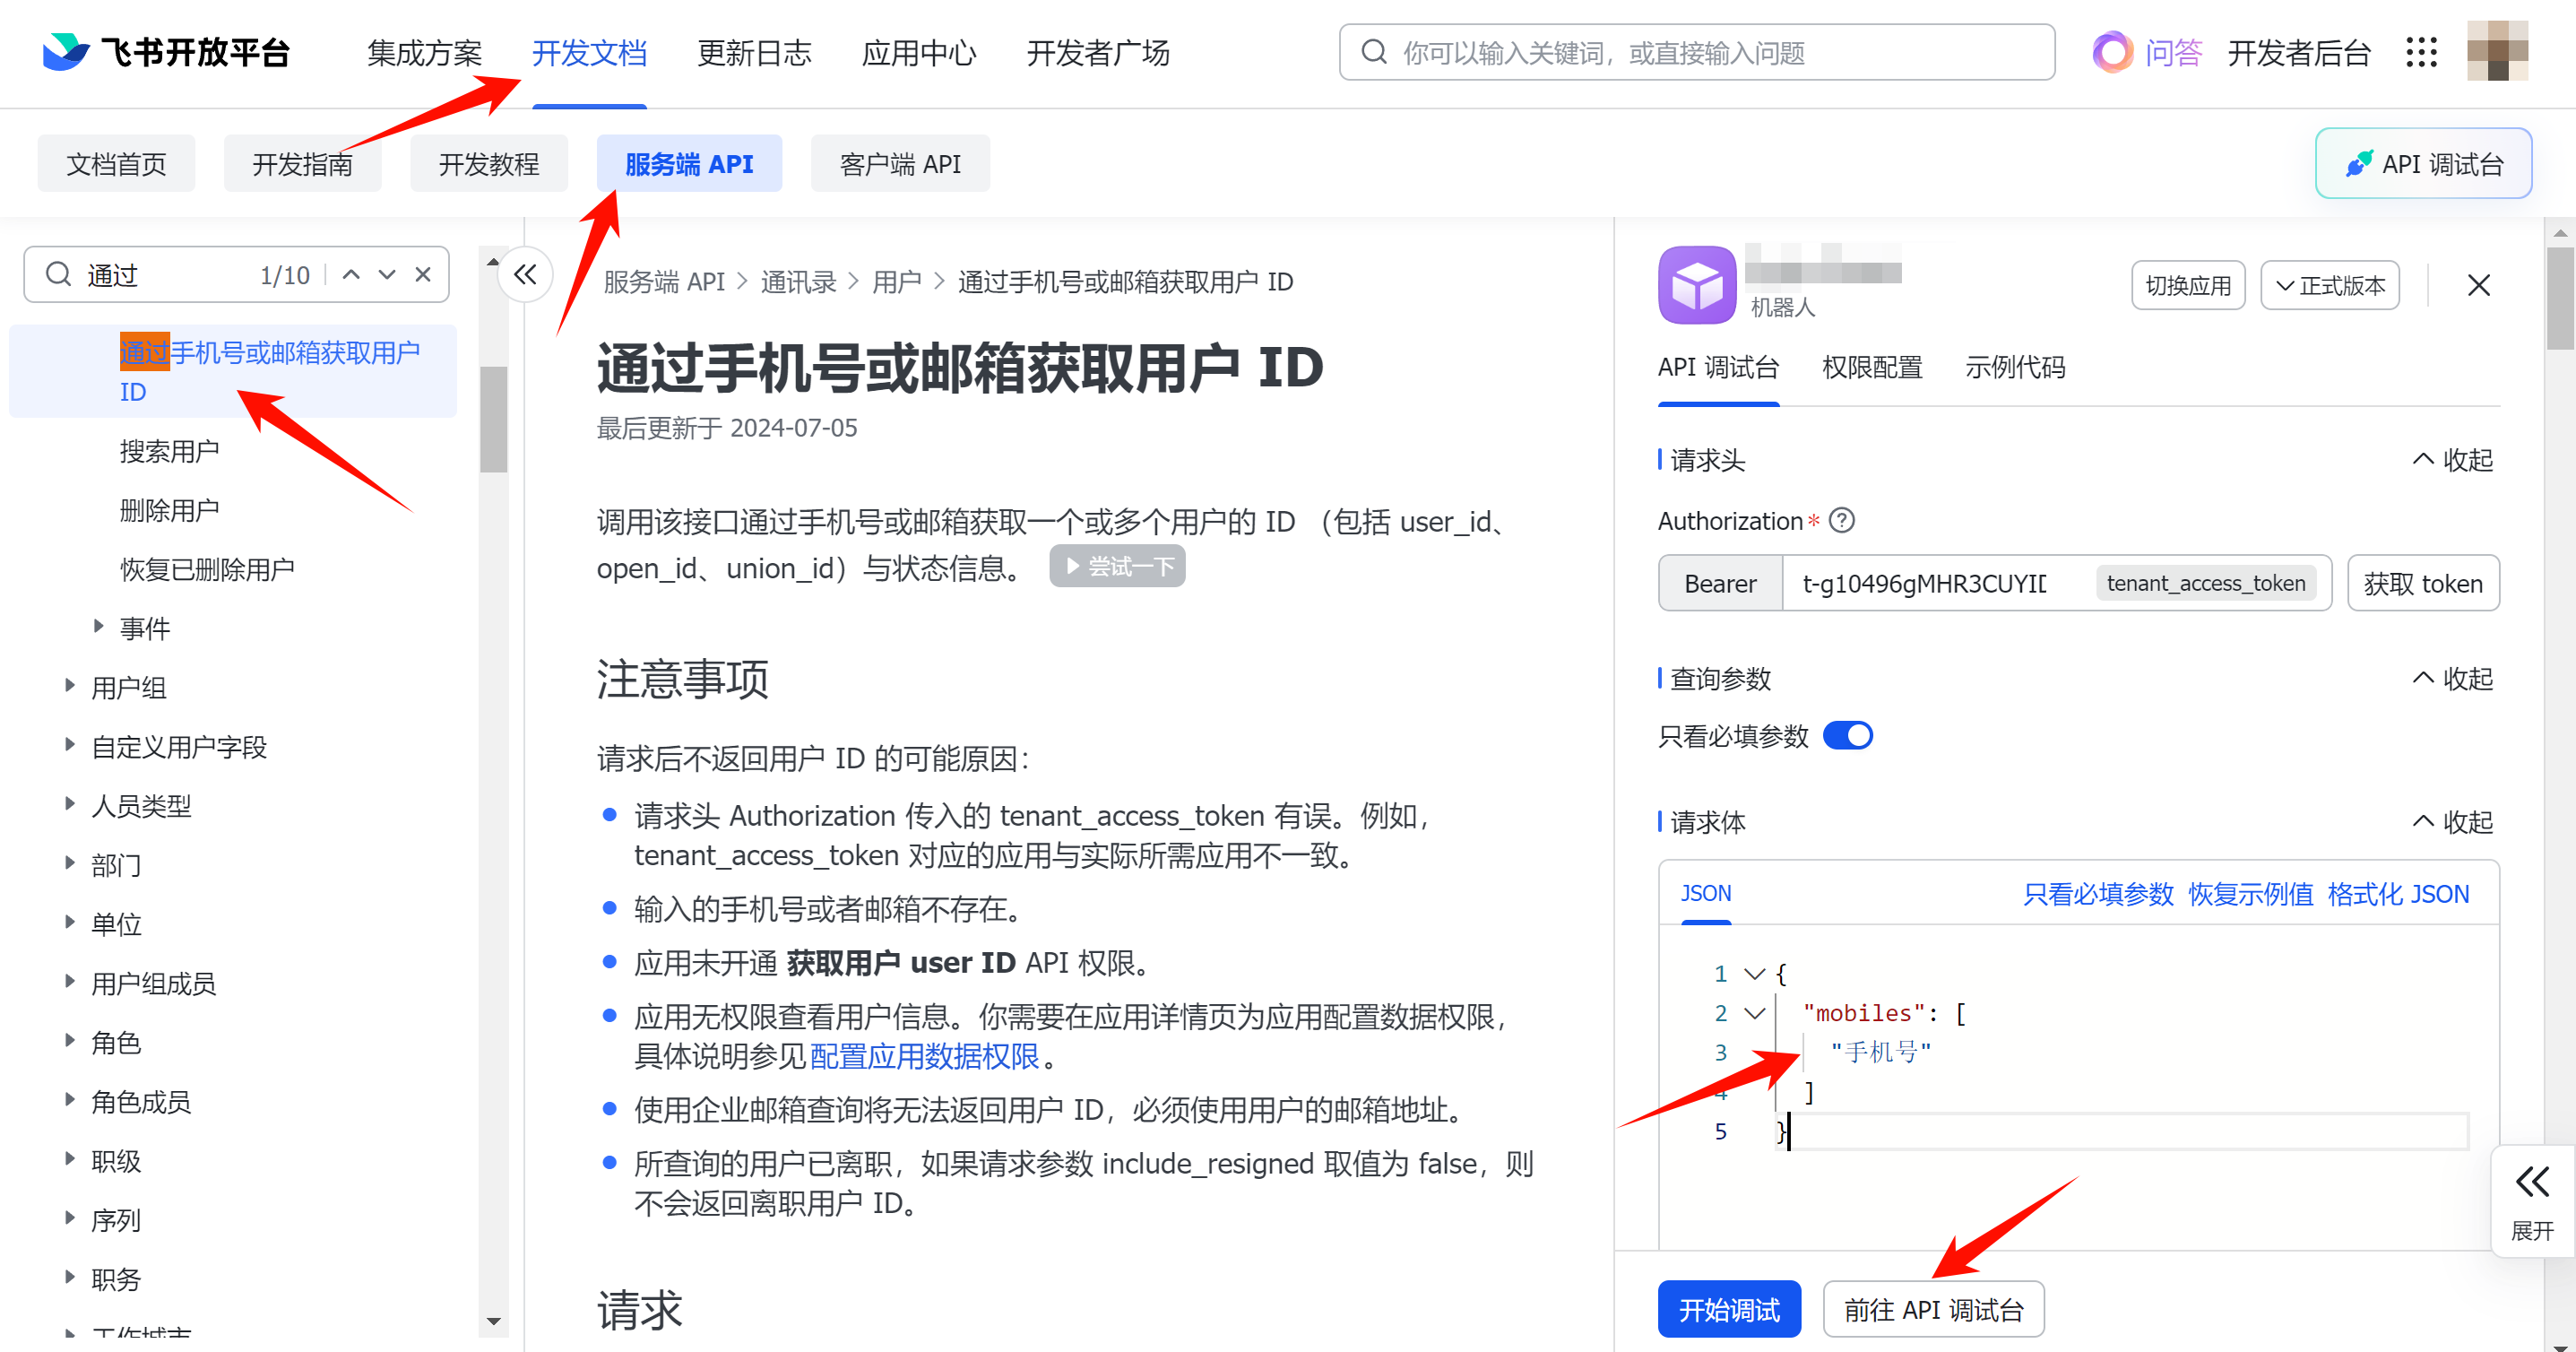 飞书开放平台
集成方案
开发文档
更新日志
应用中心
开发者广场
你可以输入关键词，或直接输入问题
问答
开发者后台
文档首页
开发指南
开发教程
服务端 API
客户端 API
API 调试台
通过
1/10
通过手机号或邮箱获取用户
ID
搜索用户
删除用户
恢复已删除用户
事件
用户组
自定义用户字段
人员类型
部门
单位
用户组成员
角色
角色成员
职级
序列
职务
工作城市
服务端 API > 通讯录 > 用户 > 通过手机号或邮箱获取用户 ID
通过手机号或邮箱获取用户 ID
最后更新于 2024-07-05
调用该接口通过手机号或邮箱获取一个或多个用户的 ID （包括 user_id、
open_id、union_id）与状态信息。
尝试一下
注意事项
请求后不返回用户 ID 的可能原因：
请求头 Authorization 传入的 tenant_access_token 有误。例如，
tenant_access_token 对应的应用与实际所需应用不一致。
输入的手机号或者邮箱不存在。
应用未开通 获取用户 user ID API 权限。
应用无权限查看用户信息。你需要在应用详情页为应用配置数据权限，
具体说明参见配置应用数据权限。
使用企业邮箱查询将无法返回用户 ID，必须使用用户的邮箱地址。
所查询的用户已离职，如果请求参数 include_resigned 取值为 false，则
不会返回离职用户 ID。
请求
机器人
切换应用
正式版本
API 调试台
权限配置
示例代码
请求头
收起
Authorization*
Bearer
t-g10496gMHR3CUYI
tenant_access_token
获取 token
查询参数
收起
只看必填参数
请求体
收起
JSON
只看必填参数
恢复示例值
格式化 JSON
1 {
2 "mobiles": [
3 "手机号"
4 ]
5 }
展开
开始调试
前往 API 调试台